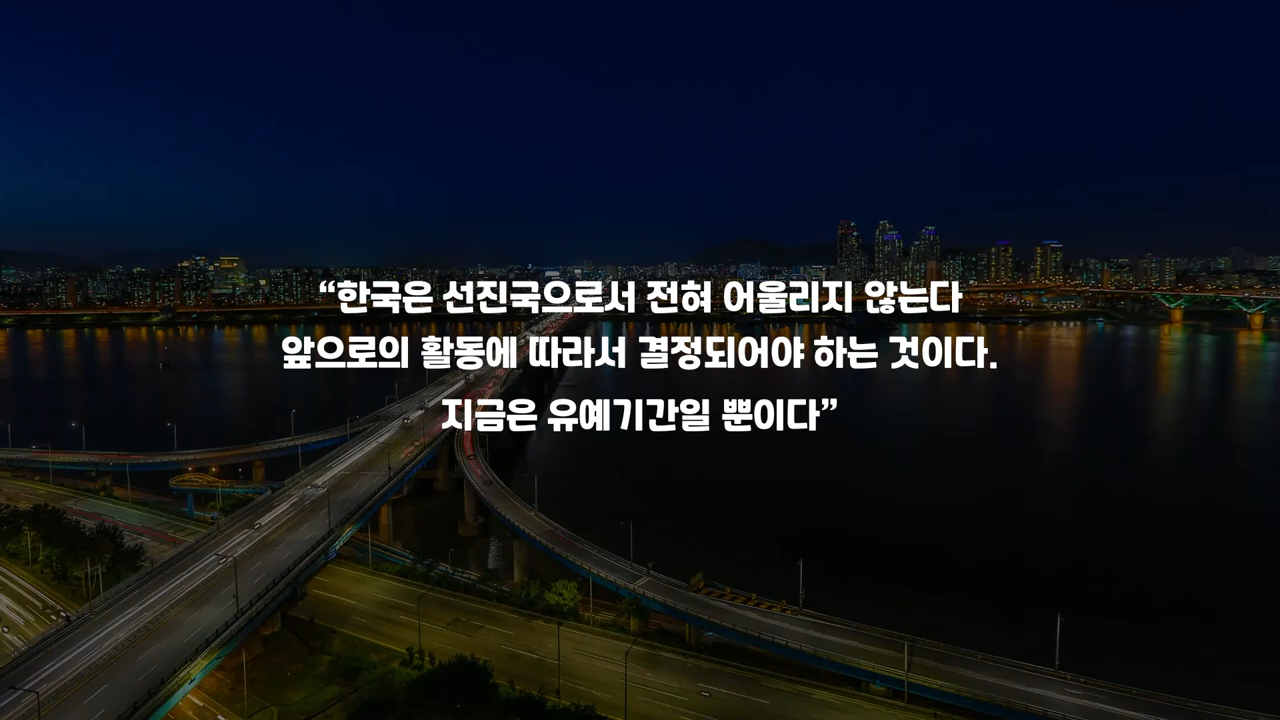 “한국은 선진국으로서 전혀 어울리지 않는다
앞으로의 활동에 따라서 결정되어야 하는 것이다.
지금은 유예기간일 뿐이다”